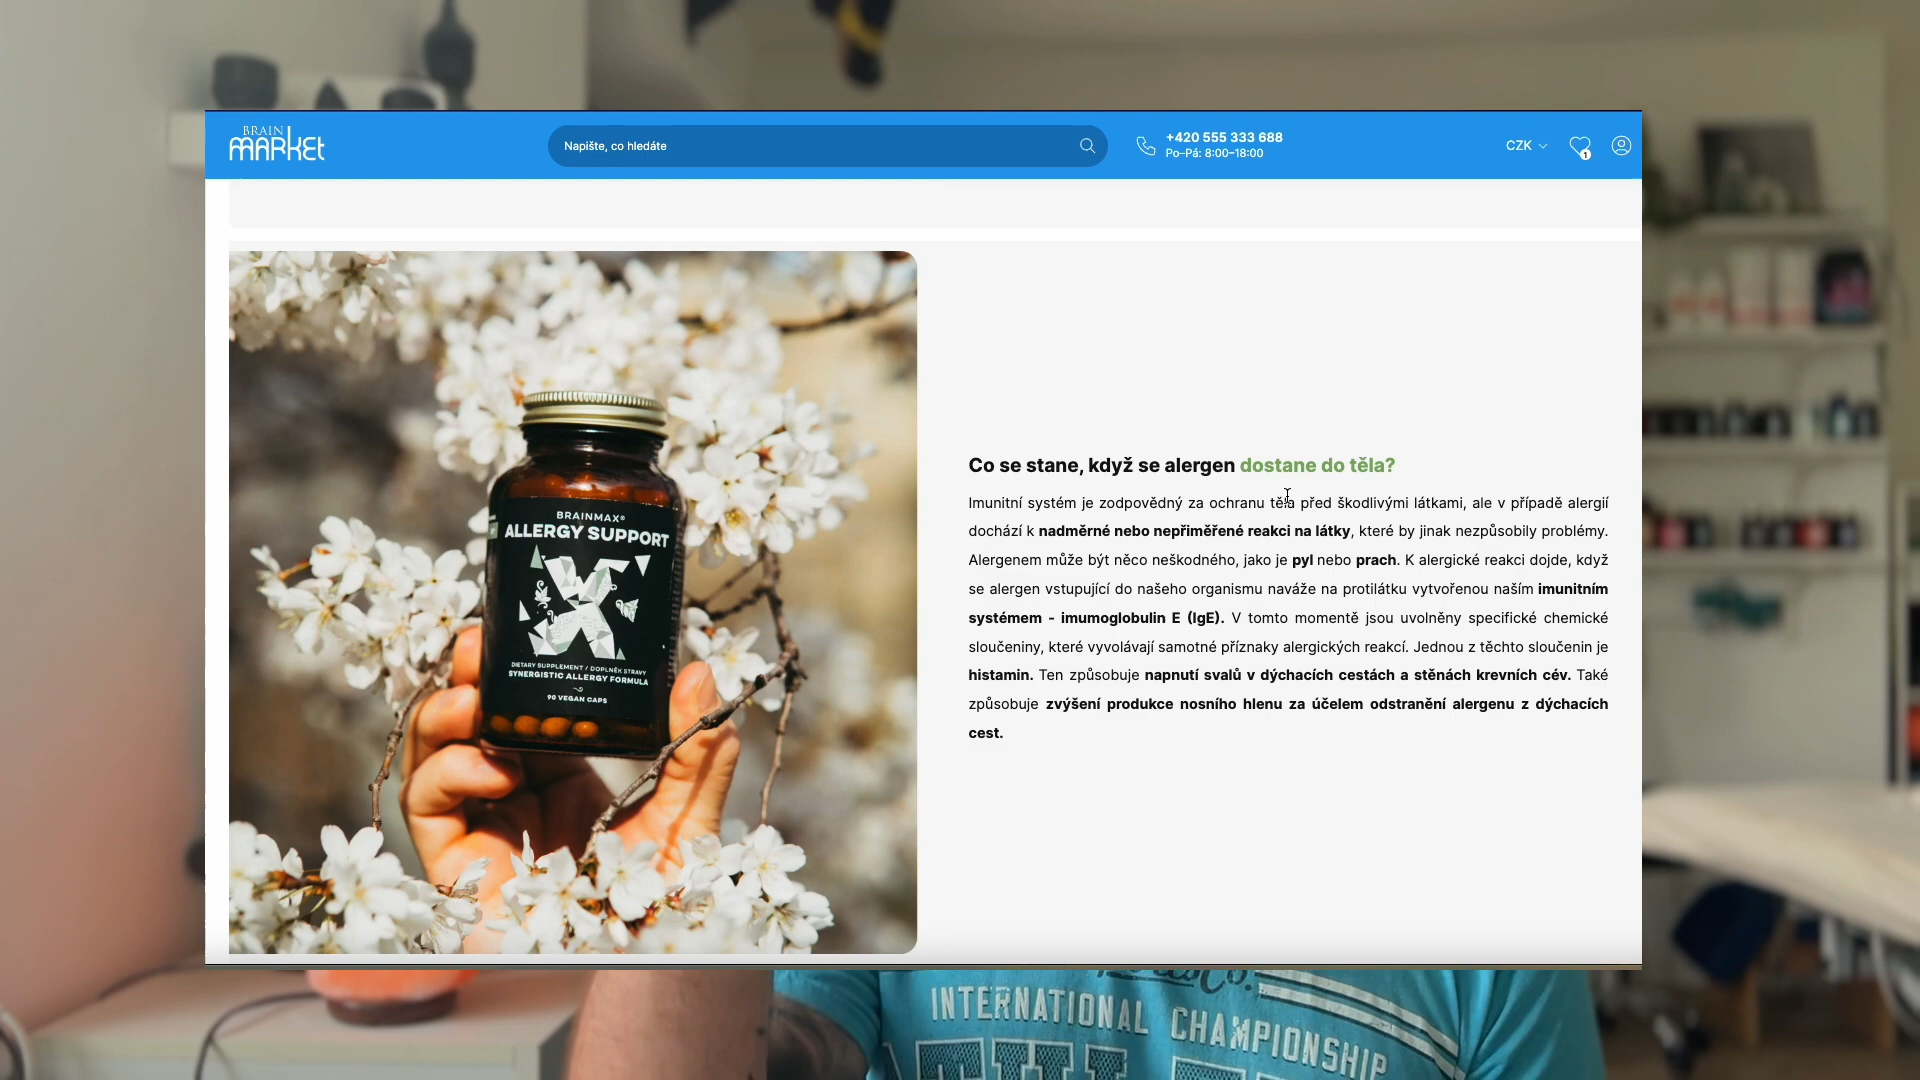 BRAIN
MARKET
Napište, co hledáte
+420 555 333 688
Po–Pá: 8:00–18:00
CZK
1
BRAINMAX®
ALLERGY SUPPORT
DIETARY SUPPLEMENT / DOPLNĚK STRAVY
SYNERGISTIC ALLERGY FORMULA
90 VEGAN CAPS
Co se stane, když se alergen dostane do těla?
Imunitní systém je zodpovědný za ochranu těla před škodlivými látkami, ale v případě alergií
dochází k nadměrné nebo nepřiměřené reakci na látky, které by jinak nezpůsobily problémy.
Alergenem může být něco neškodného, jako je pyl nebo prach. K alergické reakci dojde, když
se alergen vstupující do našeho organismu naváže na protilátku vytvořenou naším imunitním
systémem - imumoglobulin E (IgE). V tomto momentě jsou uvolněny specifické chemické
sloučeniny, které vyvolávají samotné příznaky alergických reakcí. Jednou z těchto sloučenin je
histamin. Ten způsobuje napnutí svalů v dýchacích cestách a stěnách krevních cév. Také
způsobuje zvýšení produkce nosního hlenu za účelem odstranění alergenu z dýchacích
cest.
Co.
INTERNATIONAL CHAMPIONSHIP